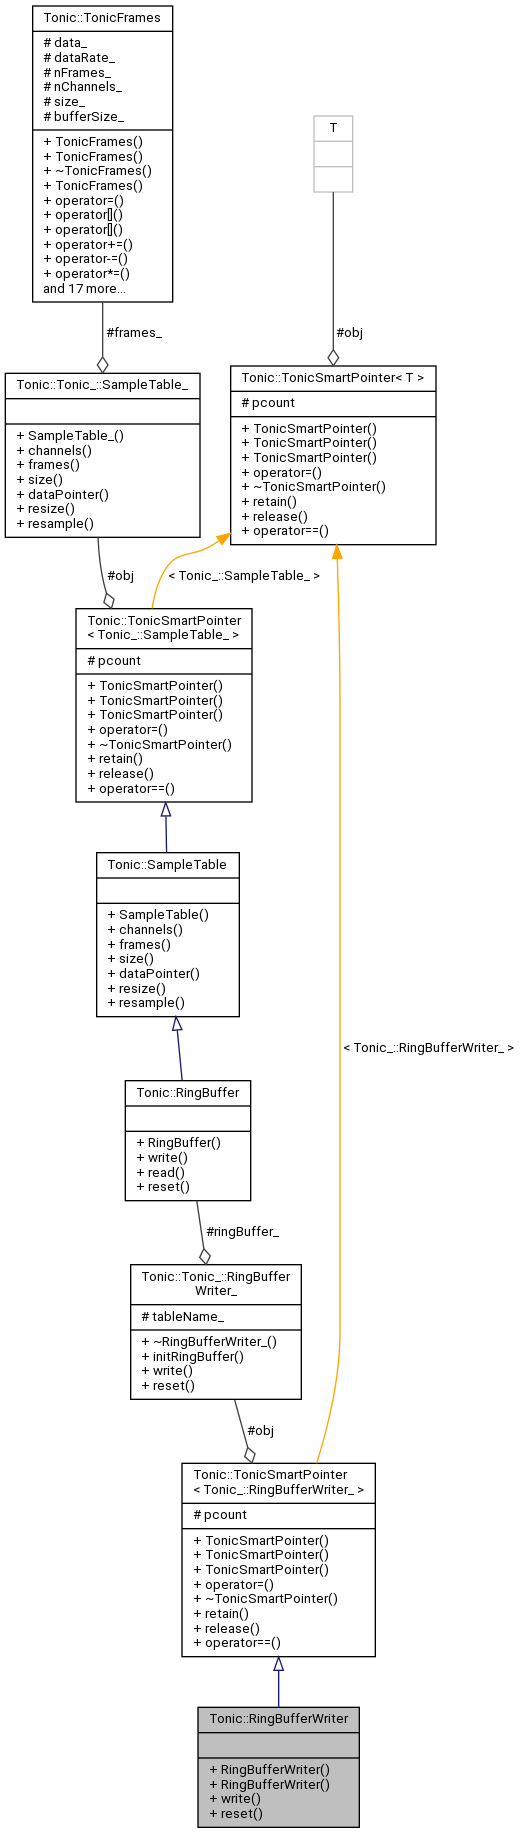 Tonic::TonicFrames
# data_
# dataRate_
# nFrames_
# nChannels_
# size_
# bufferSize_
+ TonicFrames()
+ TonicFrames()
+ ~TonicFrames()
+ TonicFrames()
+ operator=()
+ operator[]()
+ operator[]()
+ operator+=()
+ operator-=()
+ operator*=()
and 17 more...
T
#frames_
#obj
Tonic::Tonic_::SampleTable_
+ SampleTable_()
+ channels()
+ frames()
+ size()
+ dataPointer()
+ resize()
+ resample()
Tonic::TonicSmartPointer< T >
# pcount
+ TonicSmartPointer()
+ TonicSmartPointer()
+ TonicSmartPointer()
+ operator=()
+ ~TonicSmartPointer()
+ retain()
+ release()
+ operator==()
#obj
< Tonic_::SampleTable_ >
Tonic::TonicSmartPointer
< Tonic_::SampleTable_ >
# pcount
+ TonicSmartPointer()
+ TonicSmartPointer()
+ TonicSmartPointer()
+ operator=()
+ ~TonicSmartPointer()
+ retain()
+ release()
+ operator==()
Tonic::SampleTable
+ SampleTable()
+ channels()
+ frames()
+ size()
+ dataPointer()
+ resize()
+ resample()
< Tonic_::RingBufferWriter_ >
Tonic::RingBuffer
+ RingBuffer()
+ write()
+ read()
+ reset()
#ringBuffer_
Tonic::Tonic_::RingBuffer
Writer_
# tableName_
+ ~RingBufferWriter_()
+ initRingBuffer()
+ write()
+ reset()
#obj
Tonic::TonicSmartPointer
< Tonic_::RingBufferWriter_ >
# pcount
+ TonicSmartPointer()
+ TonicSmartPointer()
+ TonicSmartPointer()
+ operator=()
+ ~TonicSmartPointer()
+ retain()
+ release()
+ operator==()
Tonic::RingBufferWriter
+ RingBufferWriter()
+ RingBufferWriter()
+ write()
+ reset()